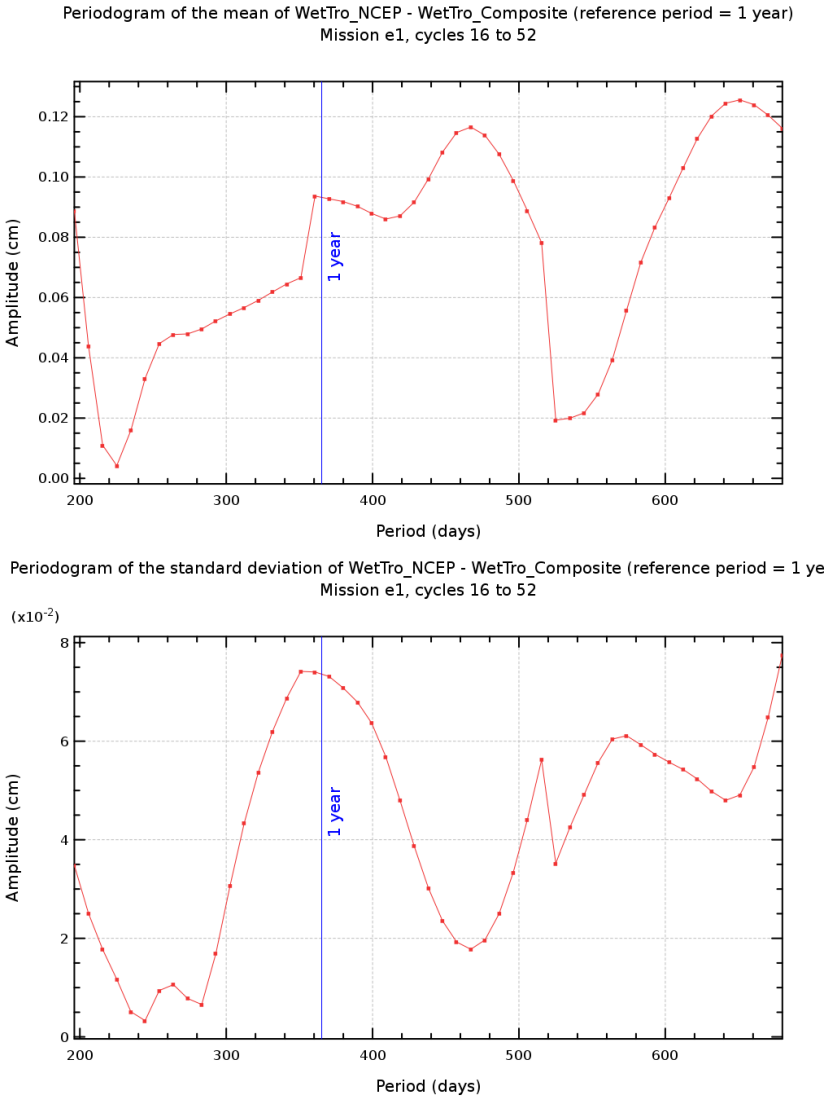 Periodogram of the mean of WetTro_NCEP - WetTro_Composite (reference period = 1 year)
Mission e1, cycles 16 to 52
0.12
0.10
0.08
0.06
0.04
0.02
0.00
Amplitude (cm)
1 year
200 300 400 500 600
Period (days)
Periodogram of the standard deviation of WetTro_NCEP - WetTro_Composite (reference period = 1 ye
Mission e1, cycles 16 to 52
(x10-2)
8
6
4
2
0
Amplitude (cm)
1 year
200 300 400 500 600
Period (days)